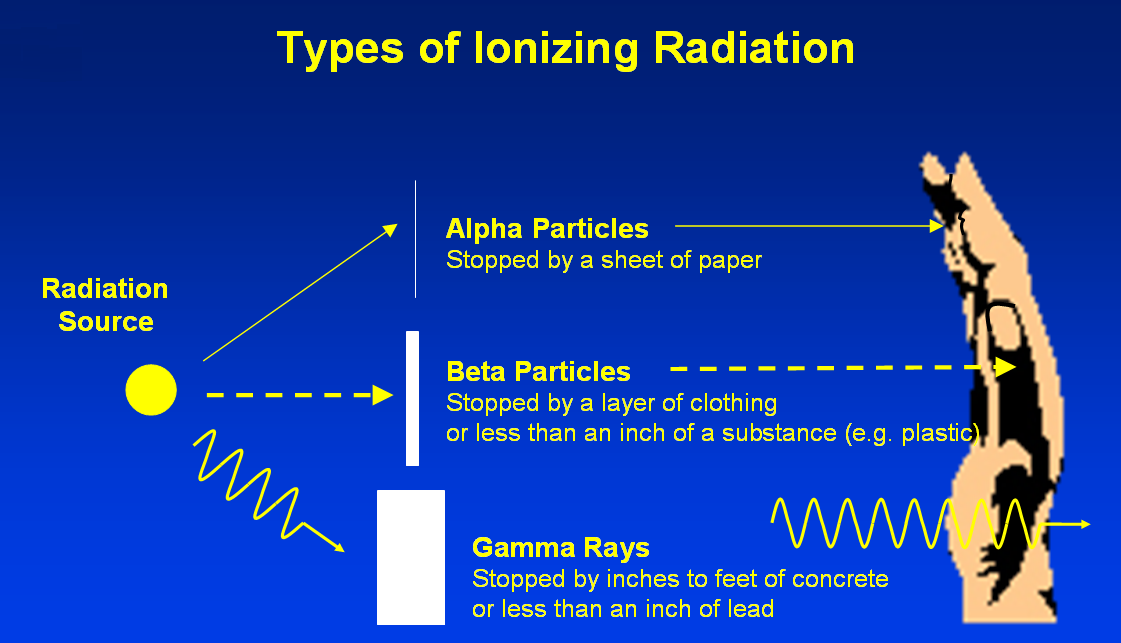 Types of Ionizing Radiation
Radiation
Source
Alpha Particles
Stopped by a sheet of paper
Beta Particles
Stopped by a layer of clothing
or less than an inch of a substance (e.g. plastic)
Gamma Rays
Stopped by inches to feet of concrete
or less than an inch of lead